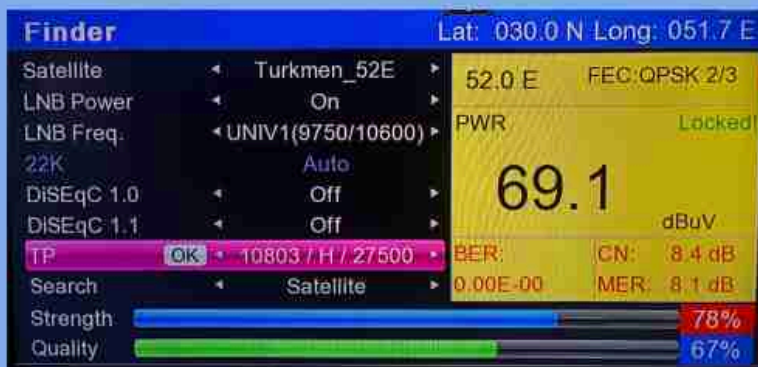 Finder Lat: 030.0 N Long: 051.7 E
Satellite Turkmen_52E
LNB Power On
LNB Freq. UNIV1(9750/10600)
22K Auto
DiSEqC 1.0 Off
DiSEqC 1.1 Off
TP OK 10803 / H / 27500
Search Satellite
52.0 E FEC:QPSK 2/3
PWR Locked!
69.1
dBuV
BER: CN: 8.4 dB
0.00E-00 MER: 8.1 dB
Strength 78%
Quality 67%